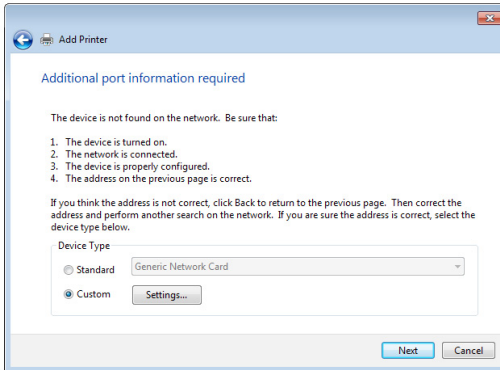 Add Printer
Additional port information required
The device is not found on the network.  Be sure that:
1.  The device is turned on.
2.  The network is connected.
3.  The device is properly configured.
4.  The address on the previous page is correct.
If you think the address is not correct, click Back to return to the previous page.  Then correct the
address and perform another search on the network.  If you are sure the address is correct, select the
device type below.
Device Type
Standard
Generic Network Card
Custom
Settings...
Next
Cancel